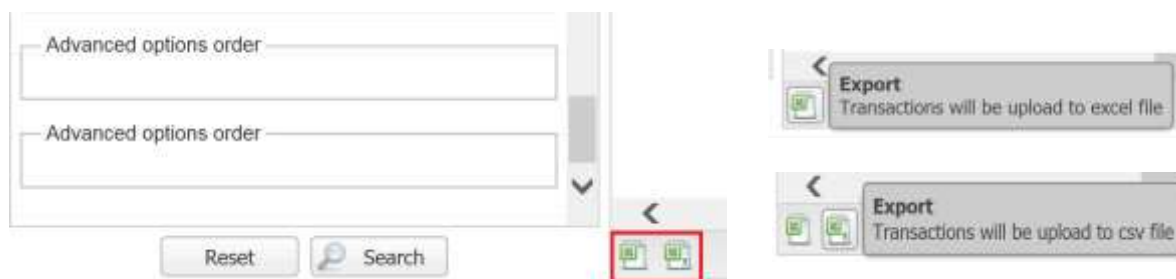 Advanced options order
Advanced options order
Reset
Search
Export
Transactions will be upload to excel file
Export
Transactions will be upload to csv file